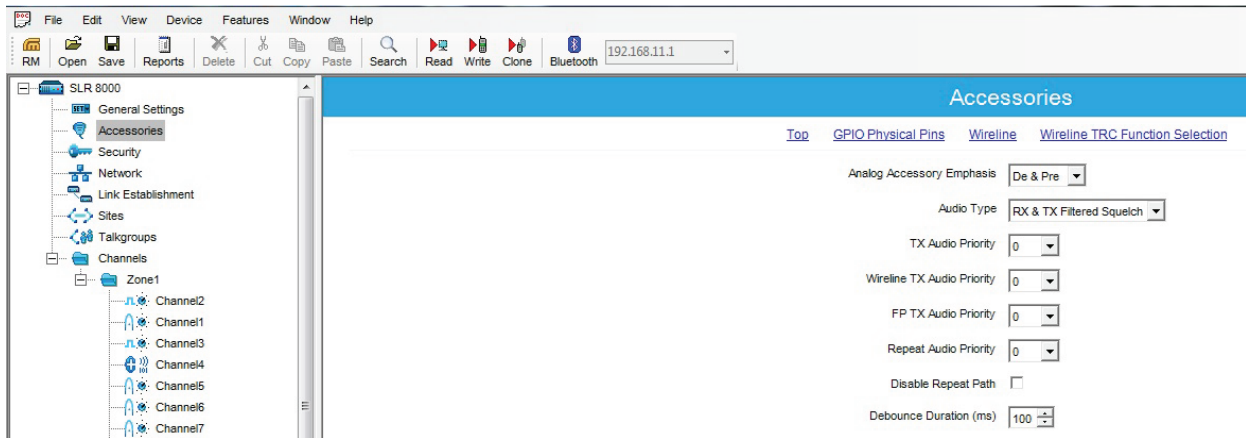 File Edit View Device Features Window Help
RM Open Save Reports Delete Cut Copy Paste Search Read Write Clone Bluetooth 192.168.11.1
SLR 8000
General Settings
Accessories
Security
Network
Link Establishment
Sites
Talkgroups
Channels
Zone1
Channel2
Channel1
Channel3
Channel4
Channel5
Channel6
Channel7
Accessories
Top GPIO Physical Pins Wireline Wireline TRC Function Selection
Analog Accessory Emphasis De & Pre
Audio Type RX & TX Filtered Squelch
TX Audio Priority 0
Wireline TX Audio Priority 0
FP TX Audio Priority 0
Repeat Audio Priority 0
Disable Repeat Path
Debounce Duration (ms) 100